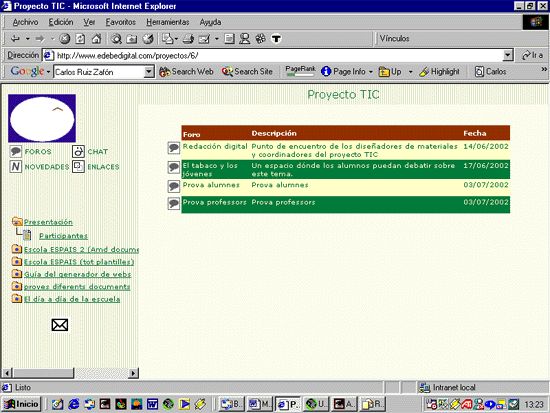 Proyecto TIC - Microsoft Internet Explorer
Archivo Edición Ver Favoritos Herramientas Ayuda
Vínculos
Dirección http://www.edebedigital.com/proyectos/6/ Ir a
Google Carlos Ruiz Zafón Search Web Search Site PageRank Page Info Up Highlight Carlos
Proyecto TIC
FOROS CHAT
NOVEDADES ENLACES
Presentación
Participantes
Escola ESPAIS 2 (Amd docume
Escola ESPAIS (tot plantilles)
Guía del generador de webs
proves diferents documents
El día a día de la escuela
Foro Descripción Fecha
Redacción digital Punto de encuentro de los diseñadores de materiales 14/06/2002
y coordinadores del proyecto TIC
El tabaco y los Un espacio dónde los alumnos puedan debatir sobre 17/06/2002
jóvenes este tema.
Prova alumnes Prova alumnes 03/07/2002
Prova professors Prova professors 03/07/2002
Listo Intranet local
Inicio B... M... P... U... A... R... 13:23